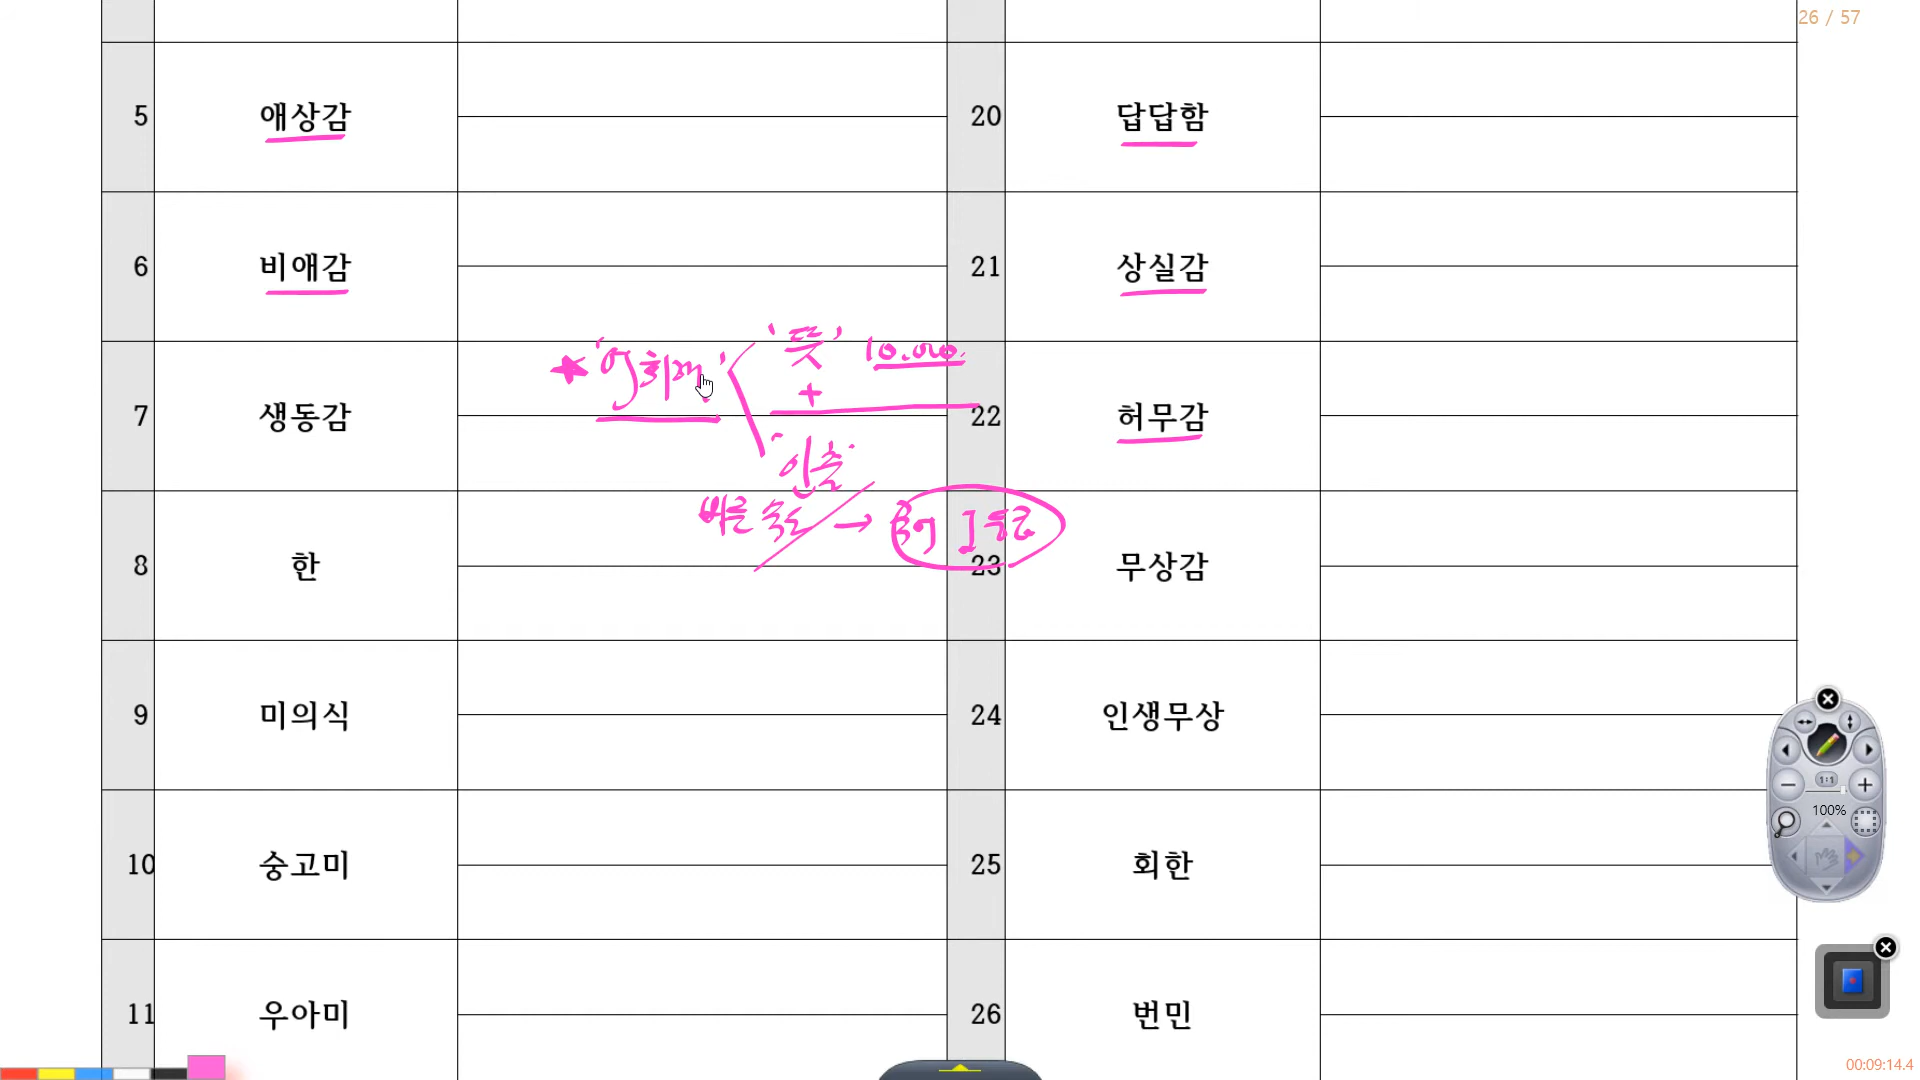 26 / 57
5 애상감
20 답답함
6 비애감
21 상실감
★ '어휘력' '뜻' 10.000.
+
7 생동감
22 허무감
'인출'
빠른 속도 →
8 한
23 무상감
9 미의식
24 인생무상
10 숭고미
25 회한
11 우아미
26 번민
1:1
100%
00:09:14.4